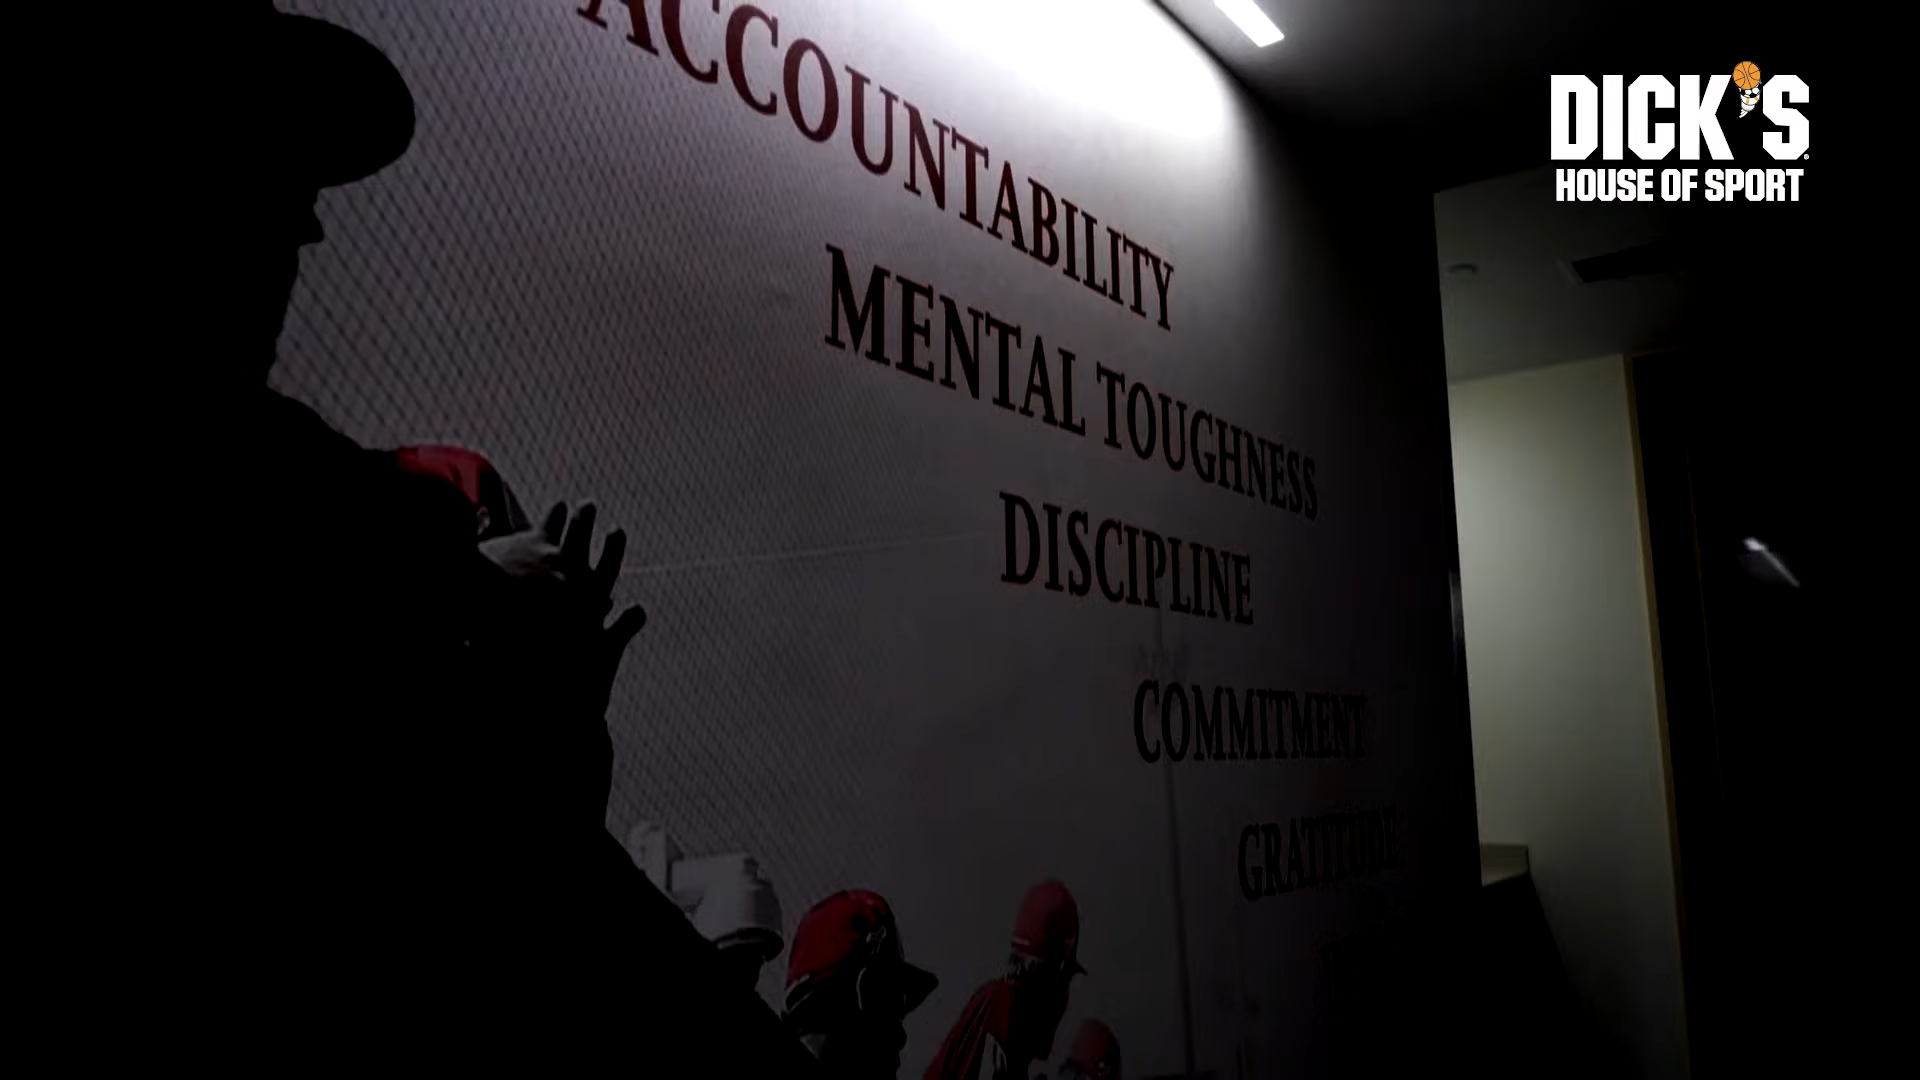 ACCOUNTABILITY
MENTAL TOUGHNESS
DISCIPLINE
COMMITMENT
GRATITUDE
DICK'S
HOUSE OF SPORT